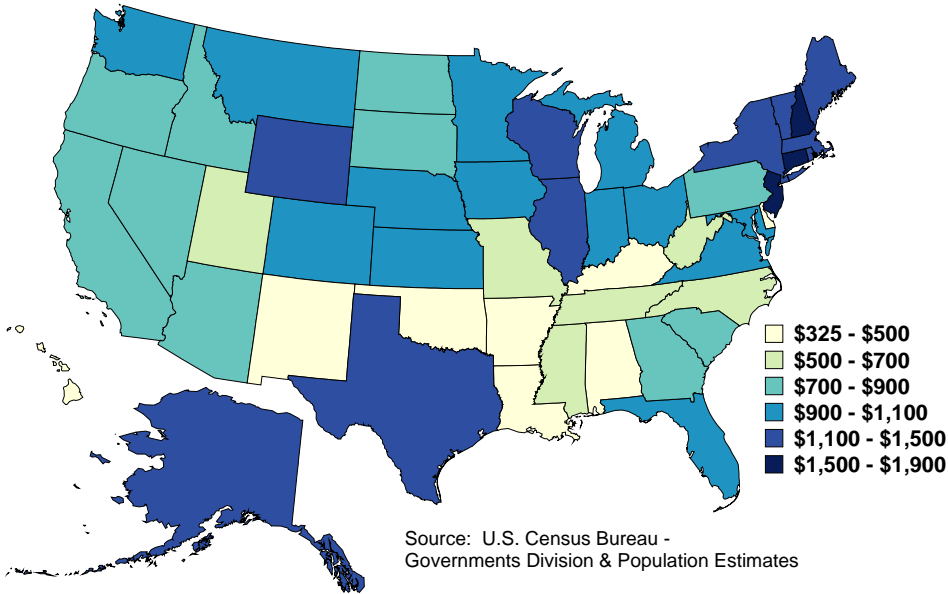 $325 - $500
$500 - $700
$700 - $900
$900 - $1,100
$1,100 - $1,500
$1,500 - $1,900
Source: U.S. Census Bureau -
Governments Division & Population Estimates